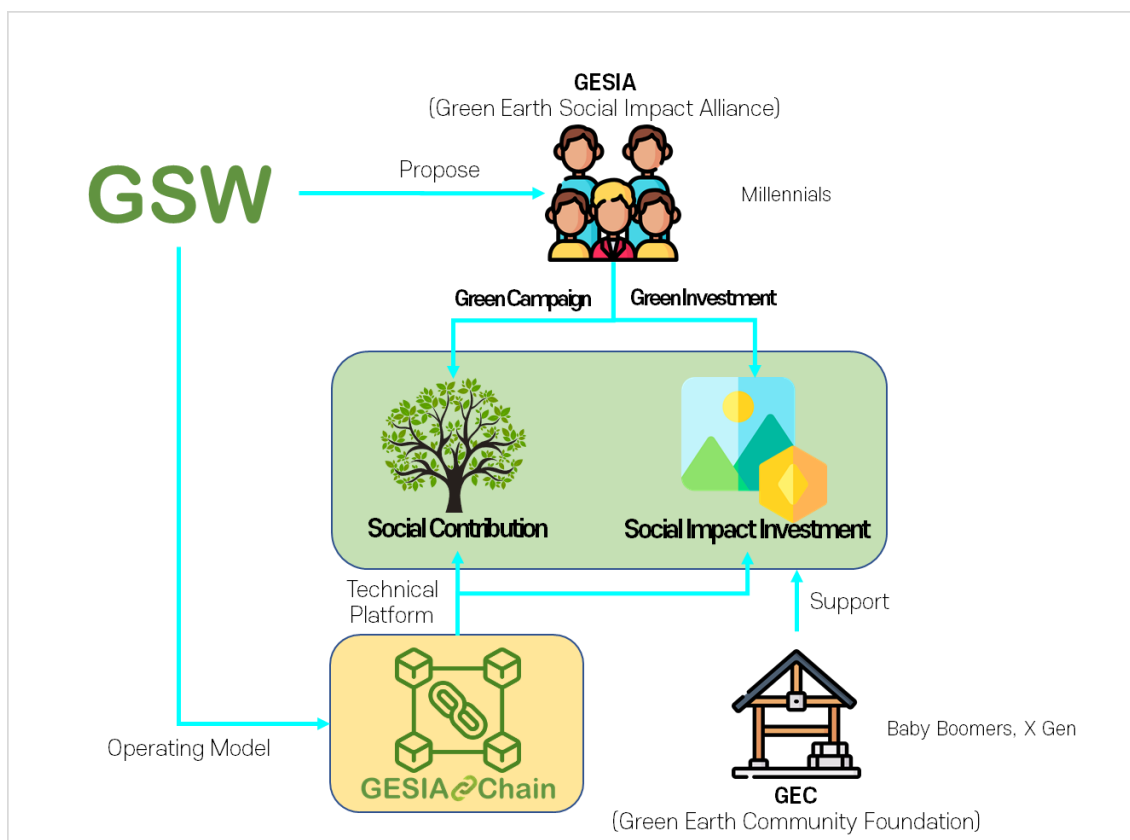 GESIA
(Green Earth Social Impact Alliance)
GSW
Propose
Millennials
Green Campaign
Green Investment
Social Contribution
Social Impact Investment
Technical
Platform
Support
Operating Model
GESIA Chain
Baby Boomers, X Gen
GEC
(Green Earth Community Foundation)